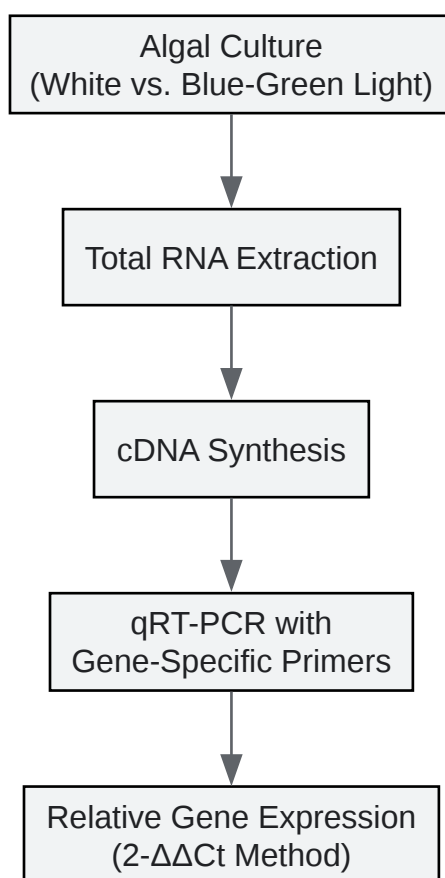 Algal Culture
(White vs. Blue-Green Light)
Total RNA Extraction
cDNA Synthesis
qRT-PCR with
Gene-Specific Primers
Relative Gene Expression
(2-ΔΔCt Method)